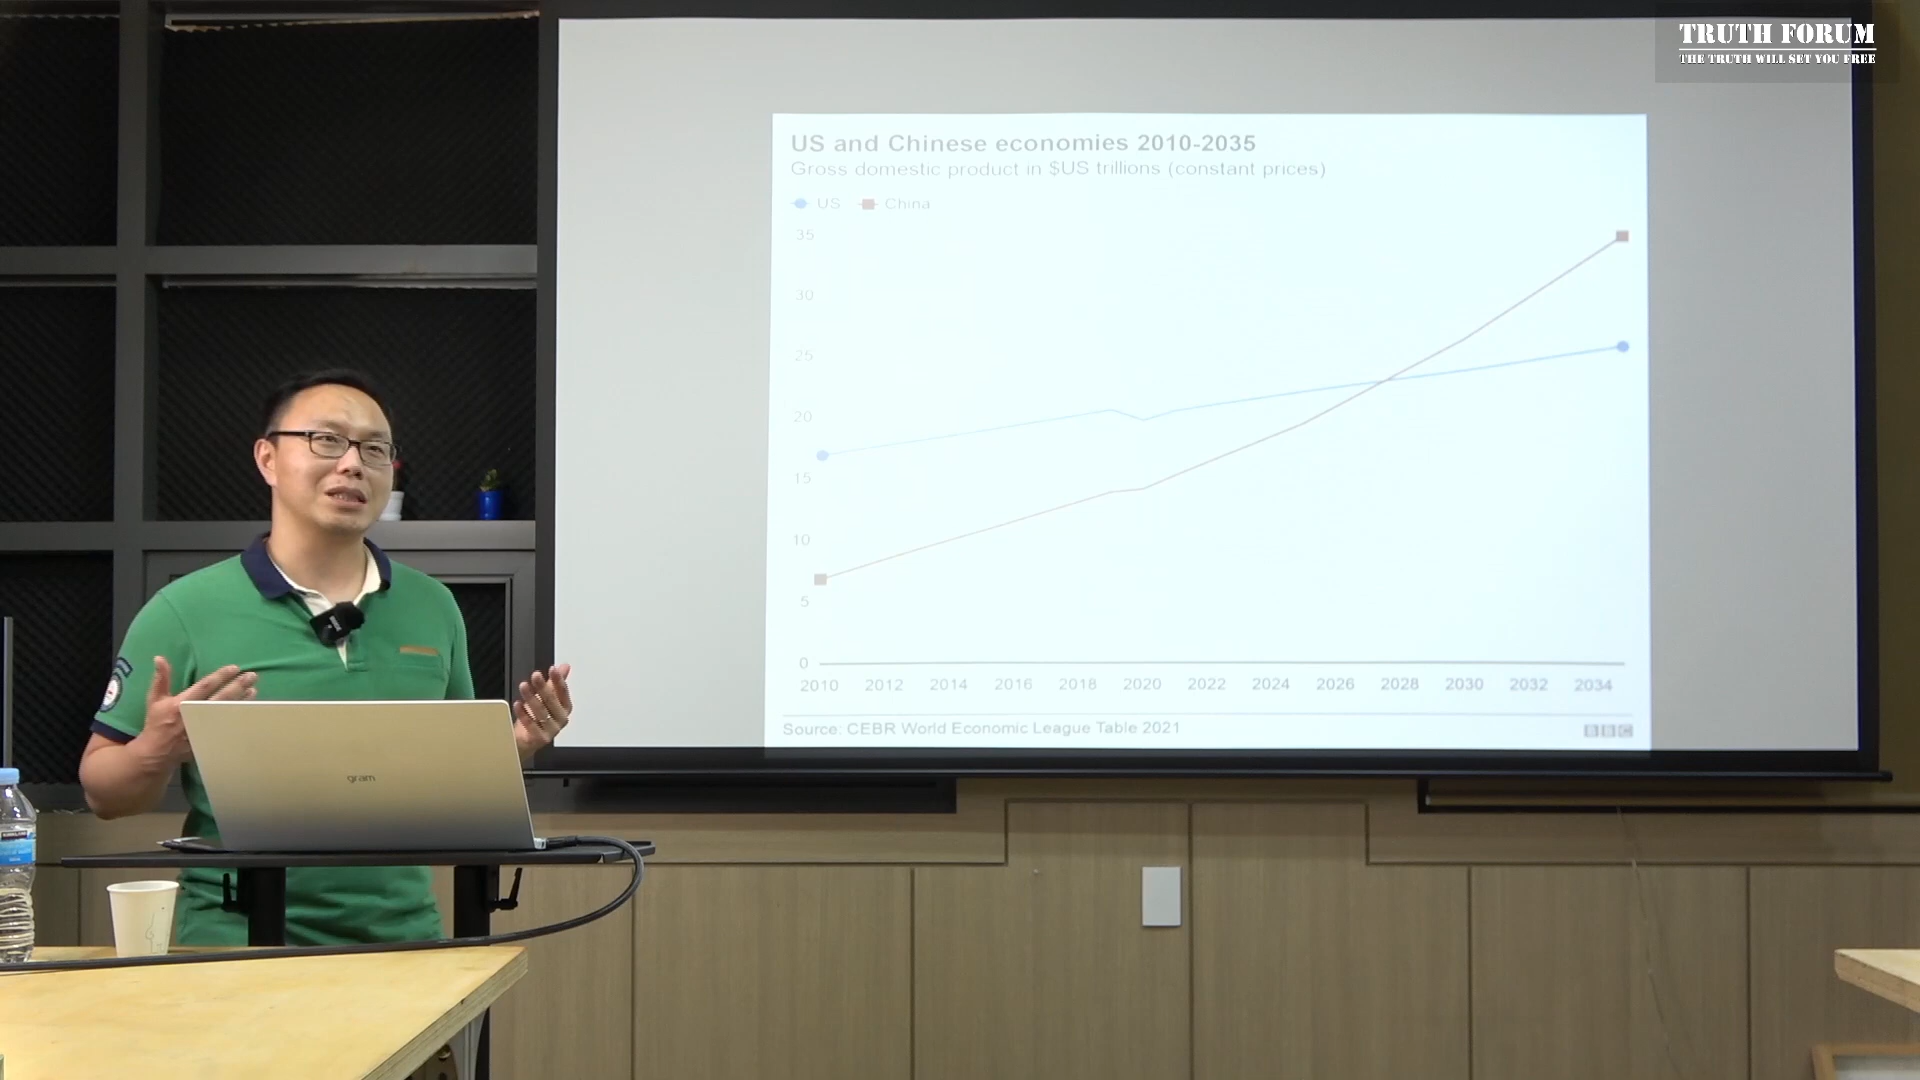 TRUTH FORUM
THE TRUTH WILL SET YOU FREE
US and Chinese economies 2010-2035
Gross domestic product in $US trillions (constant prices)
US China
35
30
25
20
15
10
5
0
2010 2012 2014 2016 2018 2020 2022 2024 2026 2028 2030 2032 2034
Source: CEBR World Economic League Table 2021
BBC
gram